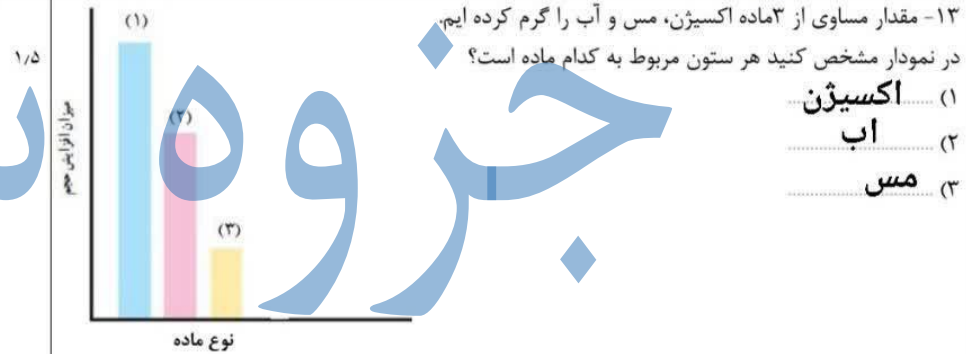 ۱۳- مقدار مساوی از ۳ماده اکسیژن، مس و آب را گرم کرده ایم.
در نمودار مشخص کنید هر ستون مربوط به کدام ماده است؟
۱/۵
۱) اکسیژن
۲) اب
۳) مس
(۱)
(۲)
(۳)
میزان افزایش حجم
نوع ماده
جزوه